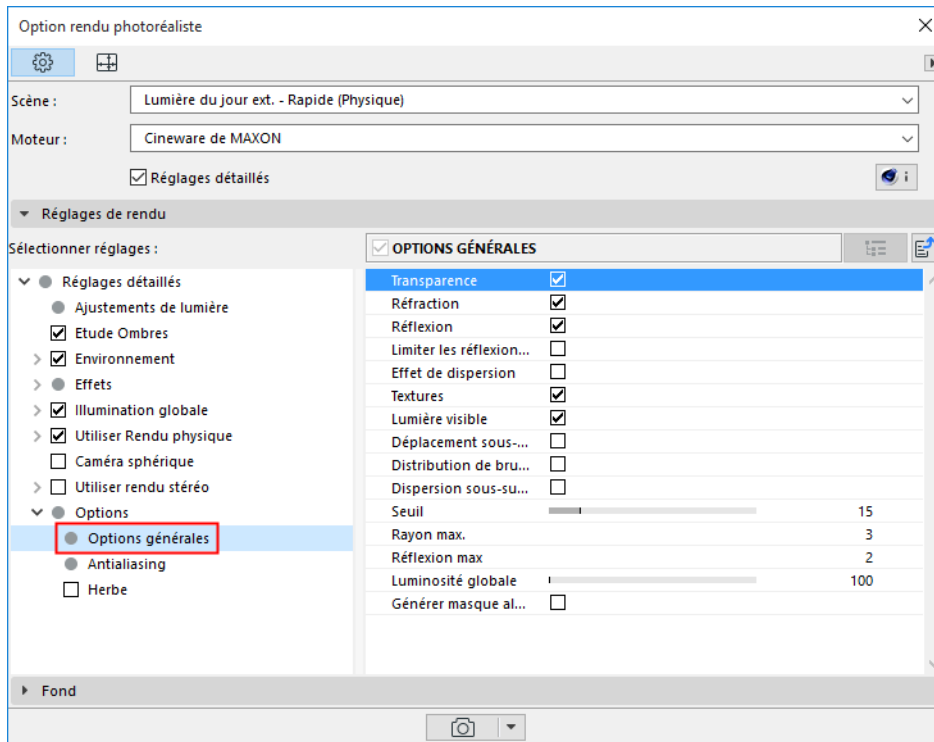 Option rendu photoréaliste
Scène :
Lumière du jour ext. - Rapide (Physique)
Moteur :
Cineware de MAXON
Réglages détaillés
i
Réglages de rendu
Sélectionner réglages :
OPTIONS GÉNÉRALES
Réglages détaillés
Ajustements de lumière
Etude Ombres
Environnement
Effets
Illumination globale
Utiliser Rendu physique
Caméra sphérique
Utiliser rendu stéréo
Options
Options générales
Antialiasing
Herbe
Transparence
Réfraction
Réflexion
Limiter les réflexion...
Effet de dispersion
Textures
Lumière visible
Déplacement sous-...
Distribution de bru...
Dispersion sous-su...
Seuil 15
Rayon max. 3
Réflexion max 2
Luminosité globale 100
Générer masque al...
Fond